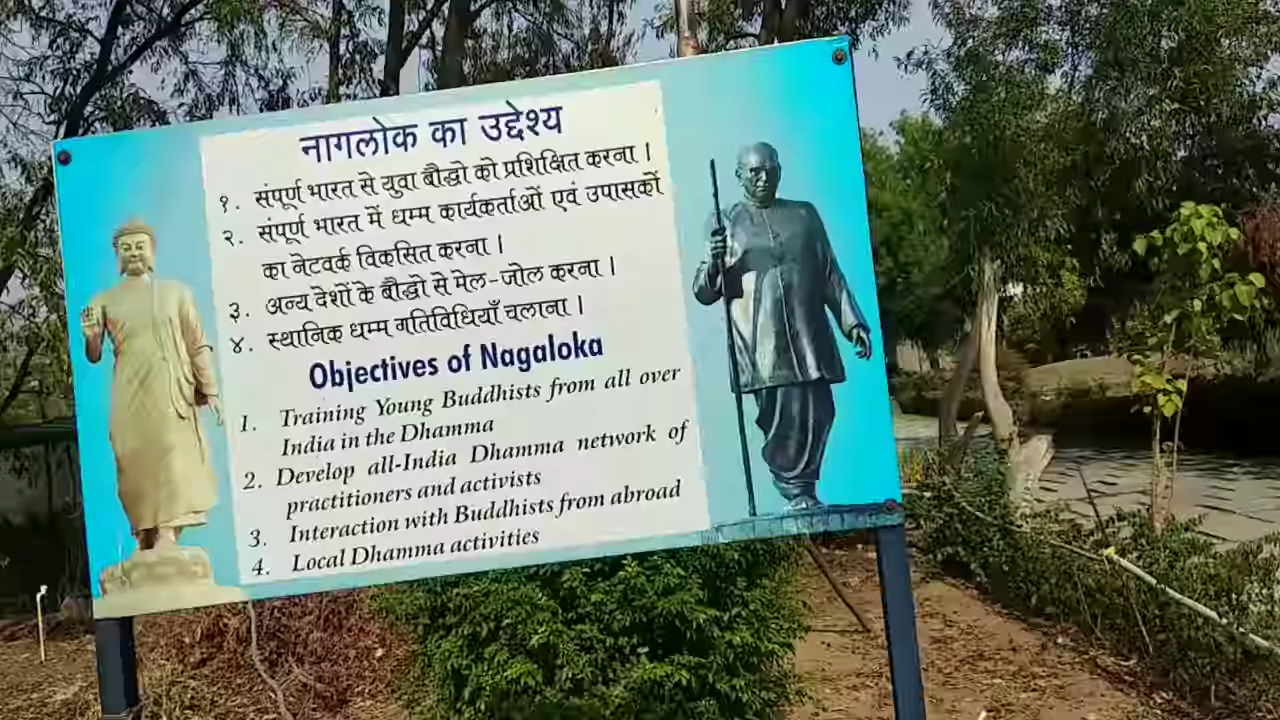 नागलोक का उद्देश्य
१. संपूर्ण भारत से युवा बौद्धो को प्रशिक्षित करना ।
२. संपूर्ण भारत में धम्म कार्यकर्ताओं एवं उपासकों
का नेटवर्क विकसित करना ।
३. अन्य देशों के बौद्धो से मेल-जोल करना ।
४. स्थानिक धम्म गतिविधियाँ चलाना ।
Objectives of Nagaloka
1. Training Young Buddhists from all over
India in the Dhamma
2. Develop all-India Dhamma network of
practitioners and activists
3. Interaction with Buddhists from abroad
4. Local Dhamma activities